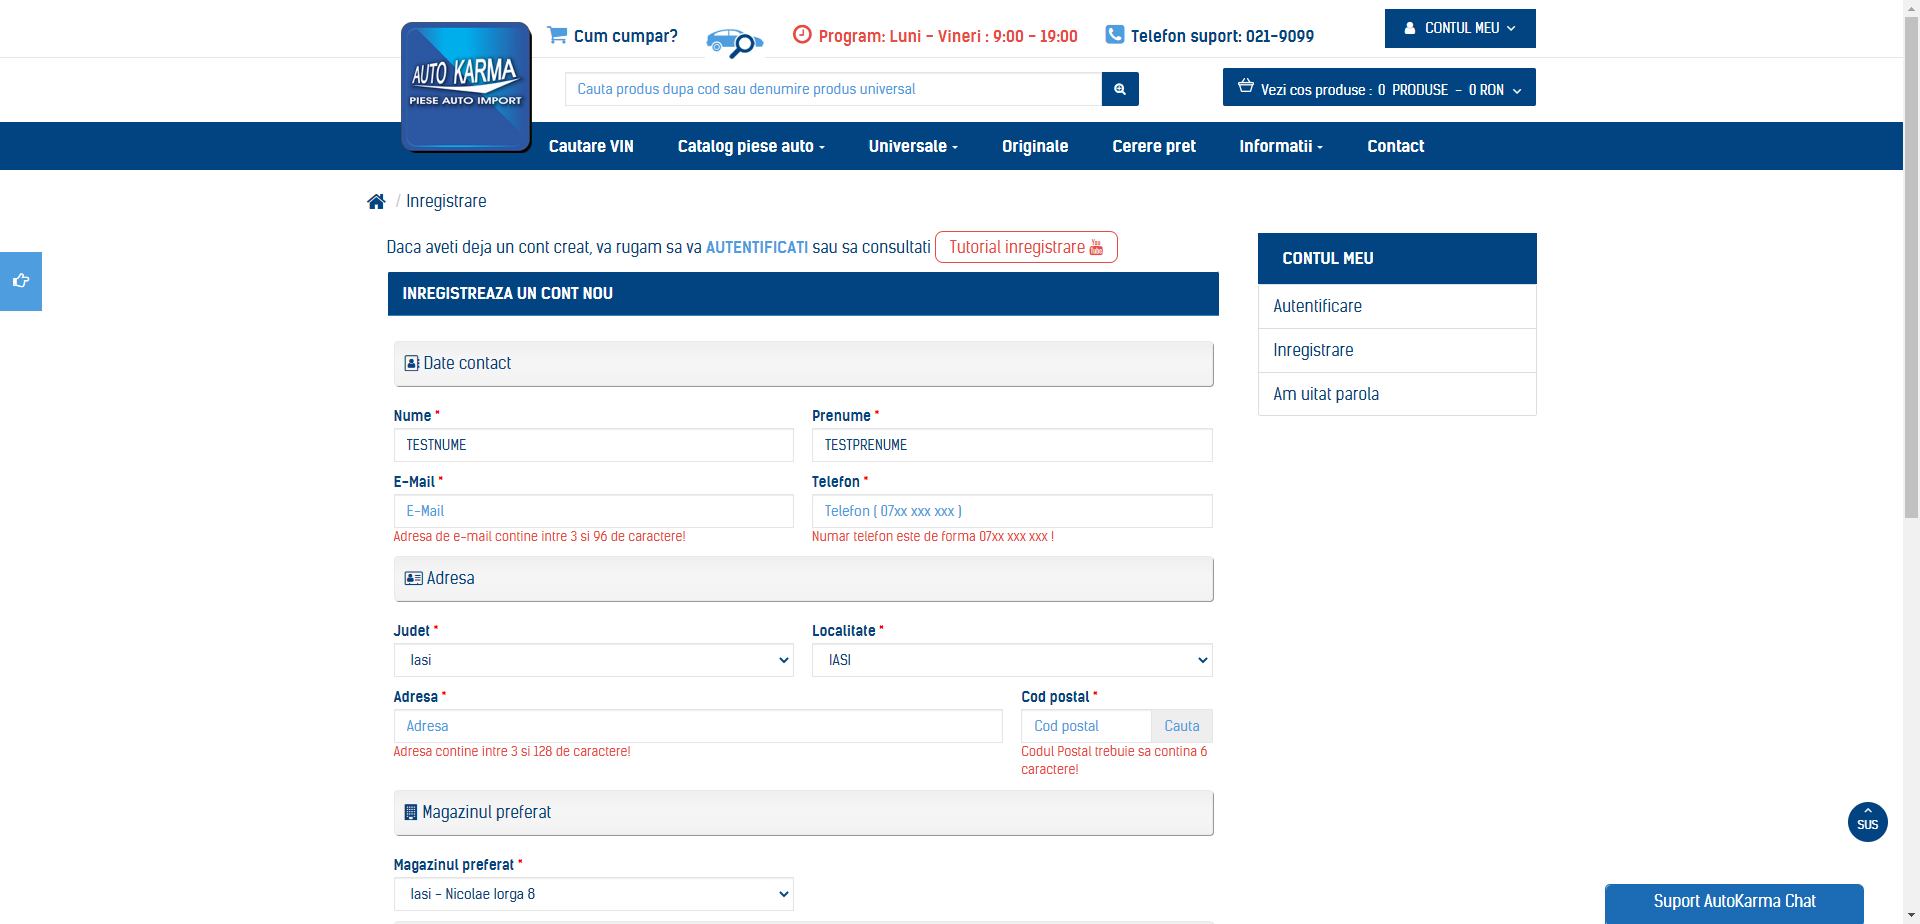 Cum cumpar?
Program: Luni - Vineri : 9:00 - 19:00
Telefon suport: 021-9099
CONTUL MEU
AUTO KARMA
PIESE AUTO IMPORT
Cauta produs dupa cod sau denumire produs universal
Vezi cos produse : 0 PRODUSE - 0 RON
Cautare VIN
Catalog piese auto
Universale
Originale
Cerere pret
Informatii
Contact
/ Inregistrare
Daca aveti deja un cont creat, va rugam sa va AUTENTIFICATI sau sa consultati Tutorial inregistrare You Tube
INREGISTREAZA UN CONT NOU
Date contact
Nume *
Prenume *
TESTNUME
TESTPRENUME
E-Mail *
Telefon *
E-Mail
Telefon ( 07xx xxx xxx )
Adresa de e-mail contine intre 3 si 96 de caractere!
Numar telefon este de forma 07xx xxx xxx !
Adresa
Judet *
Localitate *
Iasi
IASI
Adresa *
Cod postal *
Adresa
Cod postal
Cauta
Adresa contine intre 3 si 128 de caractere!
Codul Postal trebuie sa contina 6
caractere!
Magazinul preferat
Magazinul preferat *
Iasi - Nicolae Iorga 8
CONTUL MEU
Autentificare
Inregistrare
Am uitat parola
SUS
Suport AutoKarma Chat